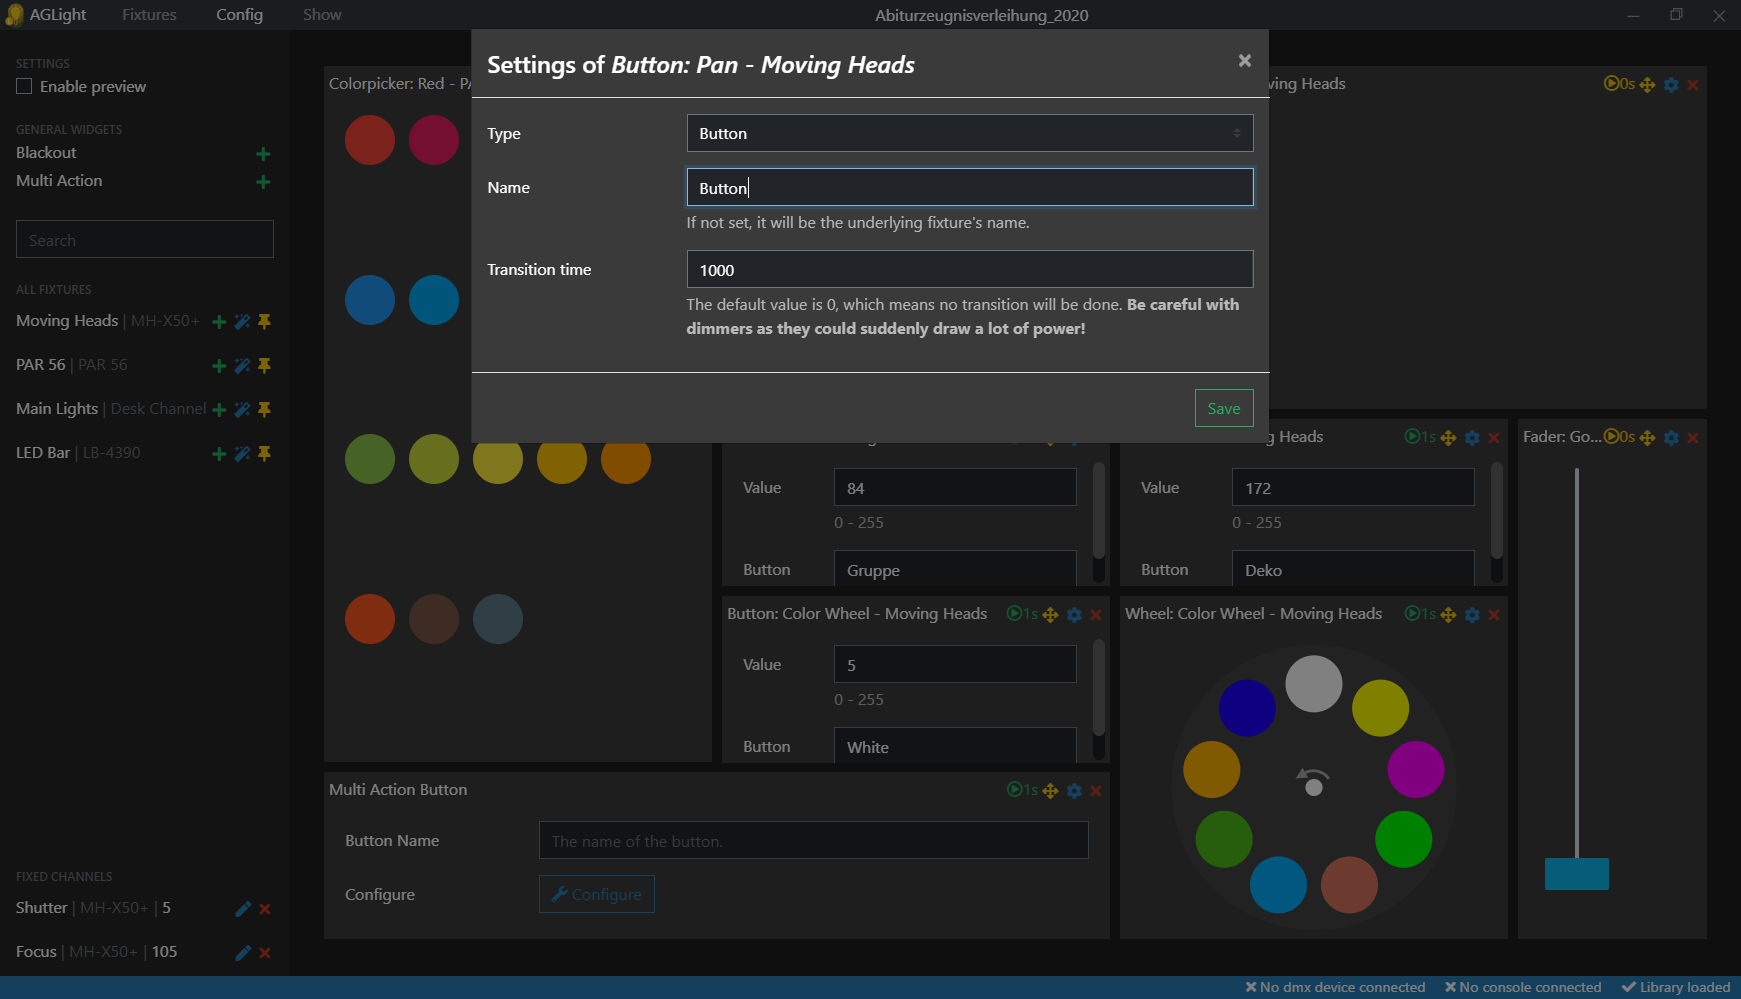 AGLight Fixtures Config Show Abiturzeugnisverleihung_2020
SETTINGS
Enable preview
GENERAL WIDGETS
Blackout
Multi Action
Search
ALL FIXTURES
Moving Heads | MH-X50+
PAR 56 | PAR 56
Main Lights | Desk Channel
LED Bar | LB-4390
FIXED CHANNELS
Shutter | MH-X50+ | 5
Focus | MH-X50+ | 105
Settings of Button: Pan - Moving Heads
Type
Button
Name
Button
If not set, it will be the underlying fixture's name.
Transition time
1000
The default value is 0, which means no transition will be done. Be careful with
dimmers as they could suddenly draw a lot of power!
Save
Colorpicker: Red - PA
ving Heads 0s
1s
Value
84
0 - 255
Button
Gruppe
g Heads 1s
Value
172
0 - 255
Button
Deko
Fader: Go... 0s
Button: Color Wheel - Moving Heads 1s
Value
5
0 - 255
Button
White
Wheel: Color Wheel - Moving Heads 1s
Multi Action Button 1s
Button Name
The name of the button.
Configure
Configure
No dmx device connected No console connected Library loaded